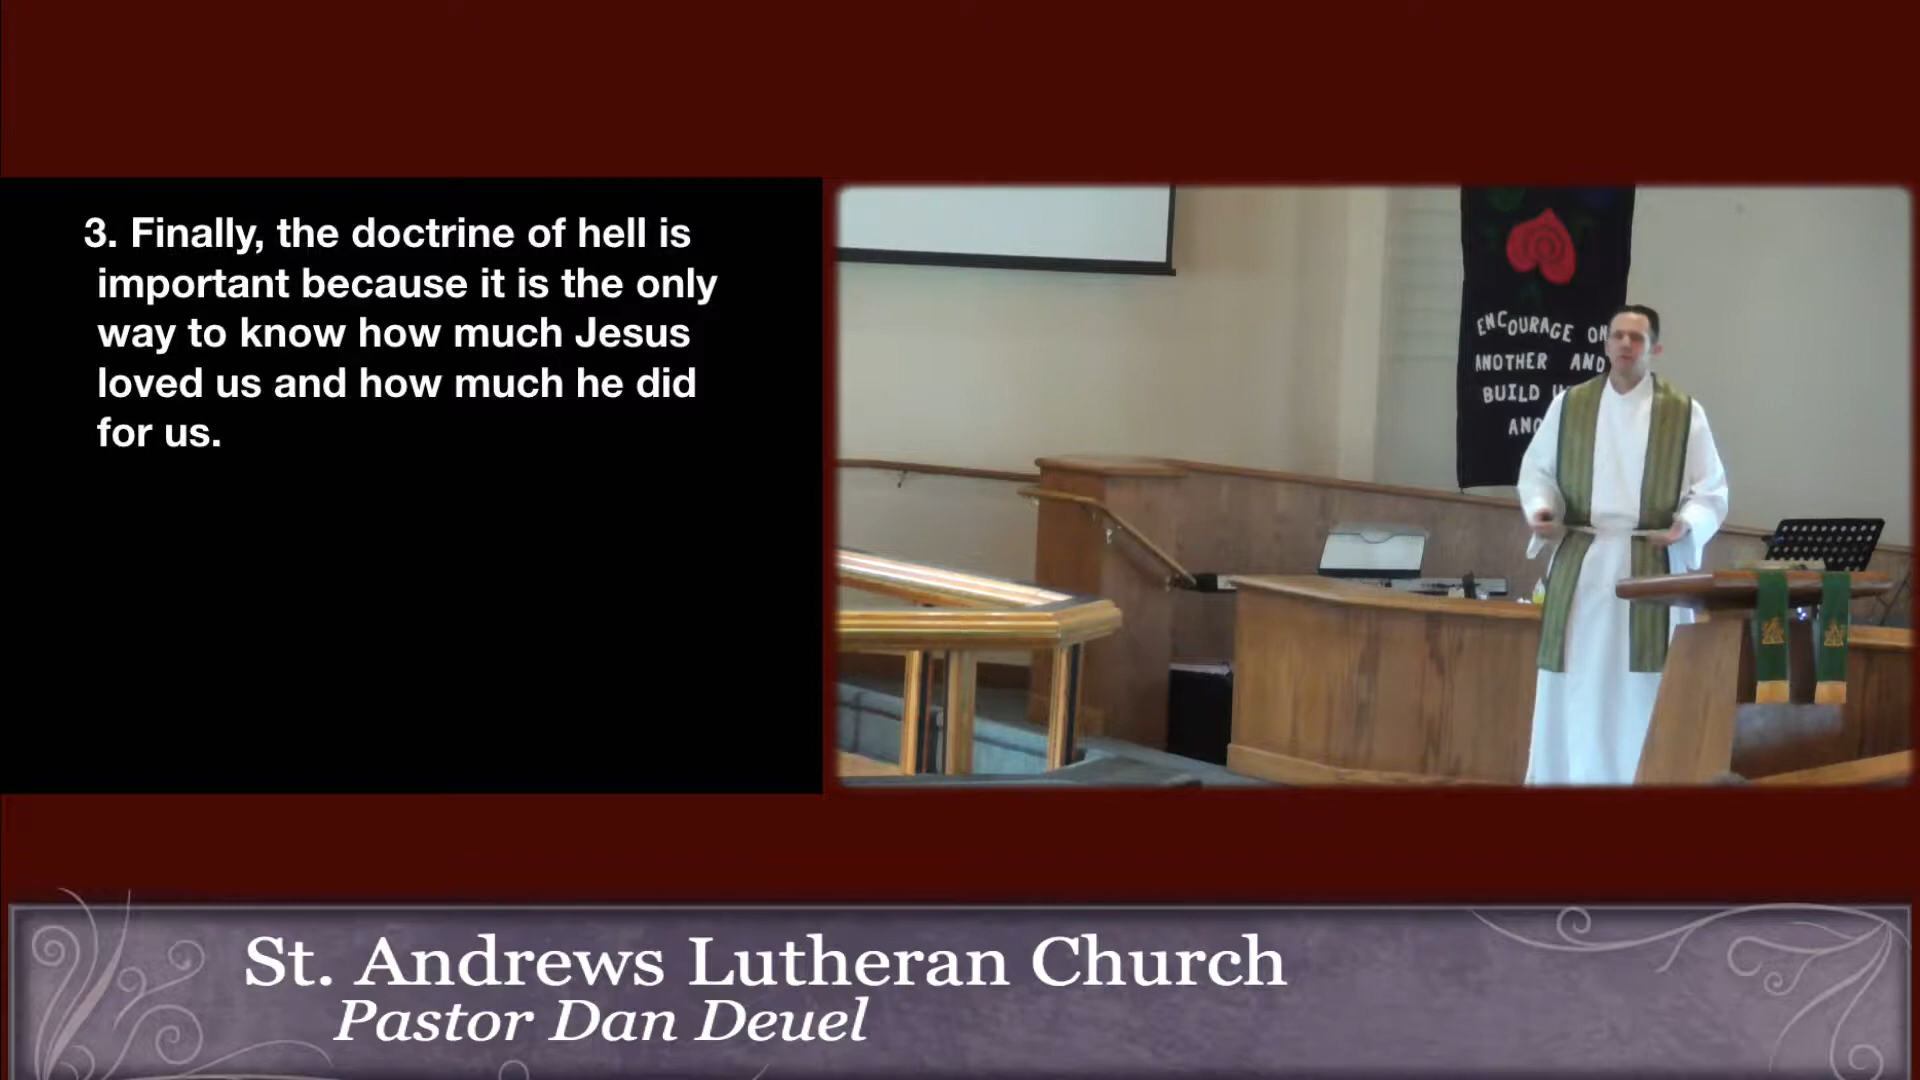 3. Finally, the doctrine of hell is
important because it is the only
way to know how much Jesus
loved us and how much he did
for us.
ENCOURAGE ON
ANOTHER AND
BUILD
St. Andrews Lutheran Church
Pastor Dan Deuel